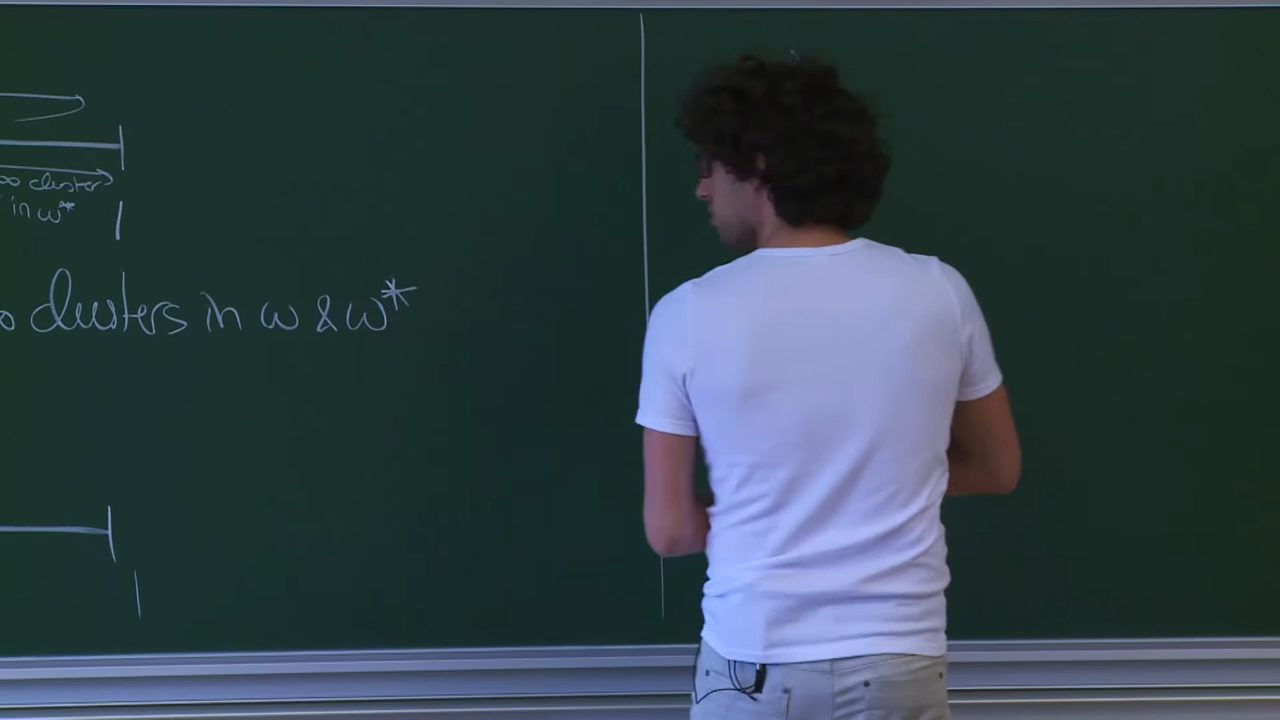 ∞ cluster
in ω*
clusters in ω & ω*